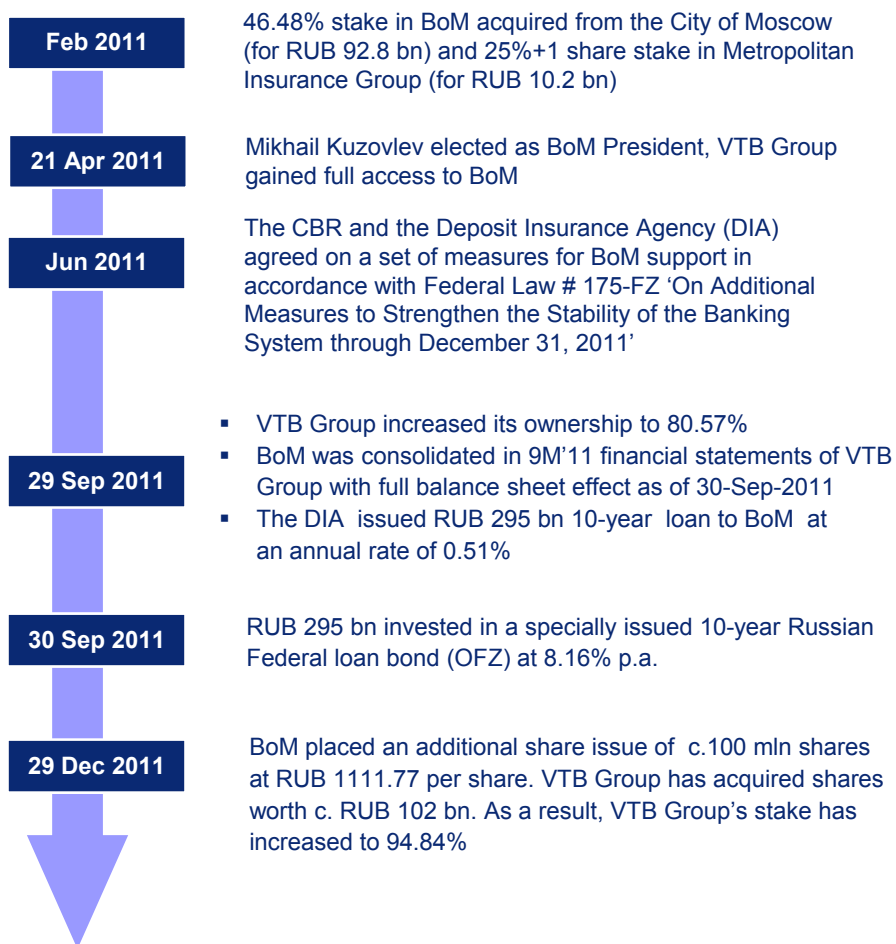 Feb 2011
46.48% stake in BoM acquired from the City of Moscow
(for RUB 92.8 bn) and 25%+1 share stake in Metropolitan
Insurance Group (for RUB 10.2 bn)
21 Apr 2011
Mikhail Kuzovlev elected as BoM President, VTB Group
gained full access to BoM
Jun 2011
The CBR and the Deposit Insurance Agency (DIA)
agreed on a set of measures for BoM support in
accordance with Federal Law # 175-FZ ‘On Additional
Measures to Strengthen the Stability of the Banking
System through December 31, 2011’
29 Sep 2011
▪ VTB Group increased its ownership to 80.57%
▪ BoM was consolidated in 9M’11 financial statements of VTB
Group with full balance sheet effect as of 30-Sep-2011
▪ The DIA issued RUB 295 bn 10-year loan to BoM at
an annual rate of 0.51%
30 Sep 2011
RUB 295 bn invested in a specially issued 10-year Russian
Federal loan bond (OFZ) at 8.16% p.a.
29 Dec 2011
BoM placed an additional share issue of c.100 mln shares
at RUB 1111.77 per share. VTB Group has acquired shares
worth c. RUB 102 bn. As a result, VTB Group’s stake has
increased to 94.84%